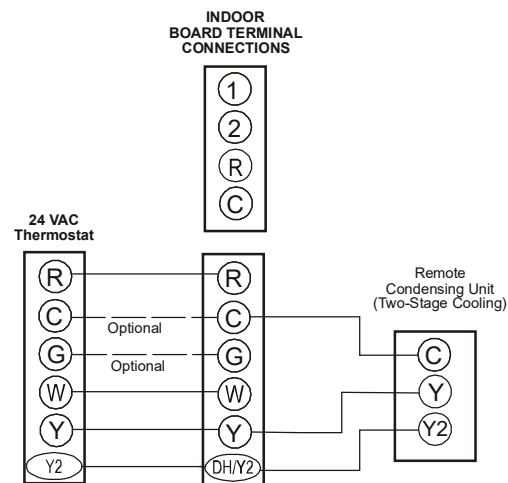 INDOOR
BOARD TERMINAL
CONNECTIONS
1
2
R
C
24 VAC
Thermostat
R
C
G
W
Y
Y2
Optional
Optional
R
C
G
W
Y
DH/Y2
Remote
Condensing Unit
(Two-Stage Cooling)
C
Y
Y2